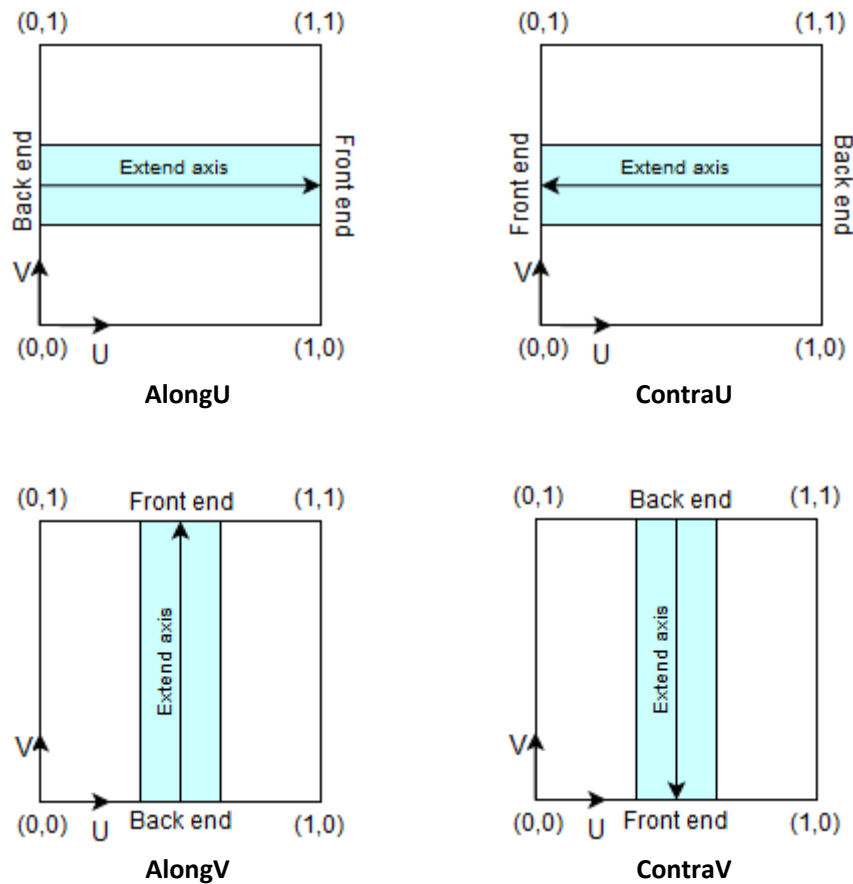 (0,1) (1,1)
Back end
Extend axis
Front end
V
(0,0) U (1,0)
AlongU
(0,1) (1,1)
Front end
Extend axis
Back end
V
(0,0) U (1,0)
ContraU
(0,1) Front end (1,1)
Extend axis
V
(0,0) U Back end (1,0)
AlongV
(0,1) Back end (1,1)
Extend axis
V
(0,0) U Front end (1,0)
ContraV